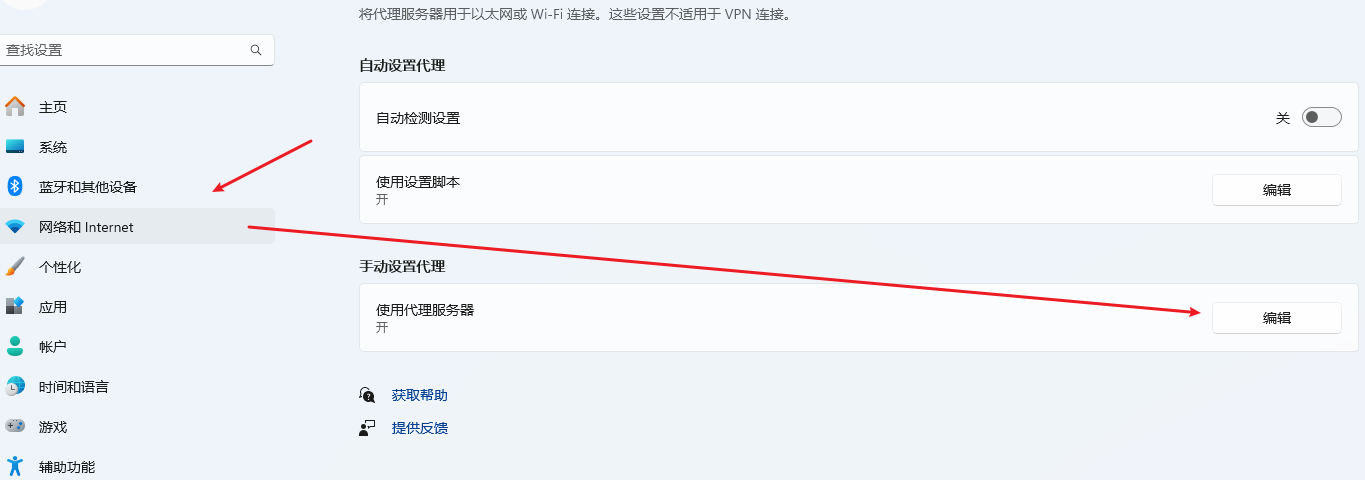 将代理服务器用于以太网或 Wi-Fi 连接。这些设置不适用于 VPN 连接。
查找设置
主页
系统
蓝牙和其他设备
网络和 Internet
个性化
应用
帐户
时间和语言
游戏
辅助功能
自动设置代理
自动检测设置
关
使用设置脚本
开
编辑
手动设置代理
使用代理服务器
开
编辑
获取帮助
提供反馈